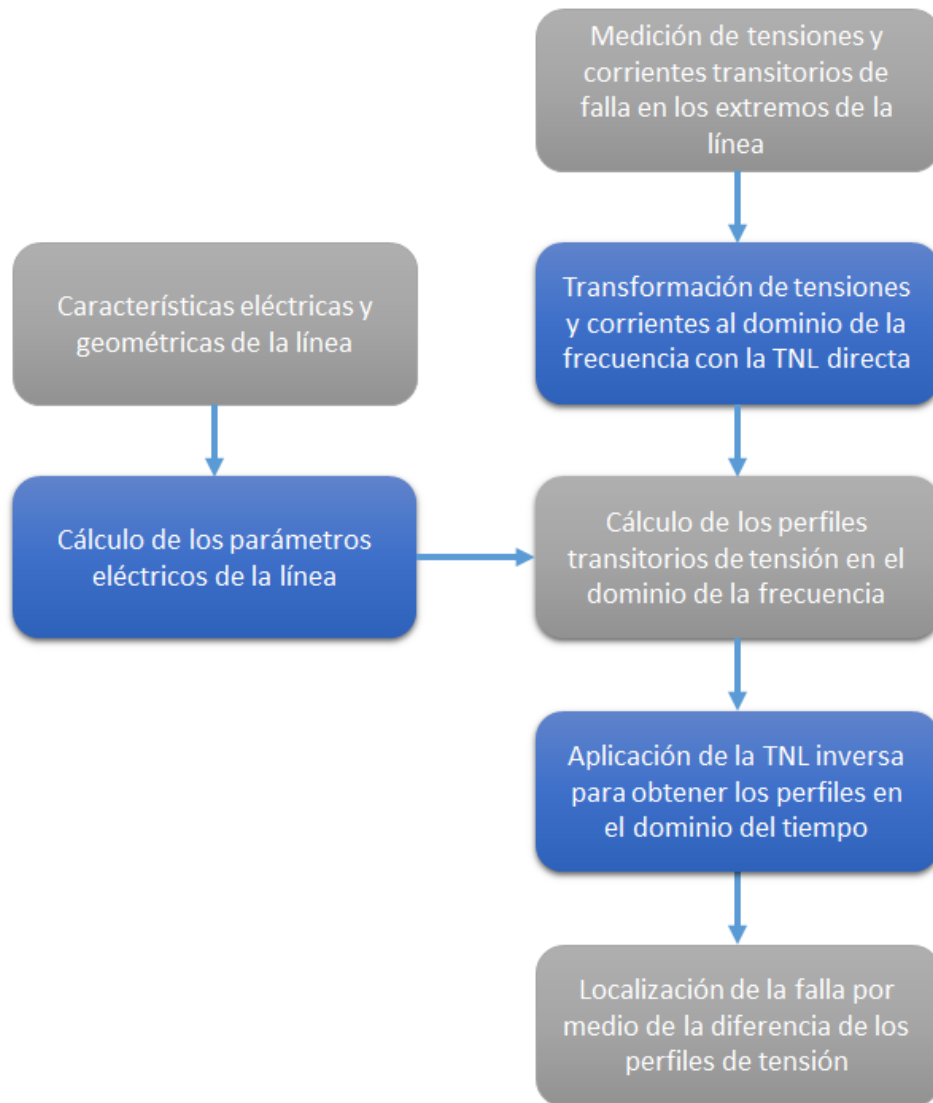 Medición de tensiones y
corrientes transitorios de
falla en los extremos de la
línea
Características eléctricas y
geométricas de la línea
Transformación de tensiones
y corrientes al dominio de la
frecuencia con la TNL directa
Cálculo de los parámetros
eléctricos de la línea
Cálculo de los perfiles
transitorios de tensión en el
dominio de la frecuencia
Aplicación de la TNL inversa
para obtener los perfiles en
el dominio del tiempo
Localización de la falla por
medio de la diferencia de los
perfiles de tensión